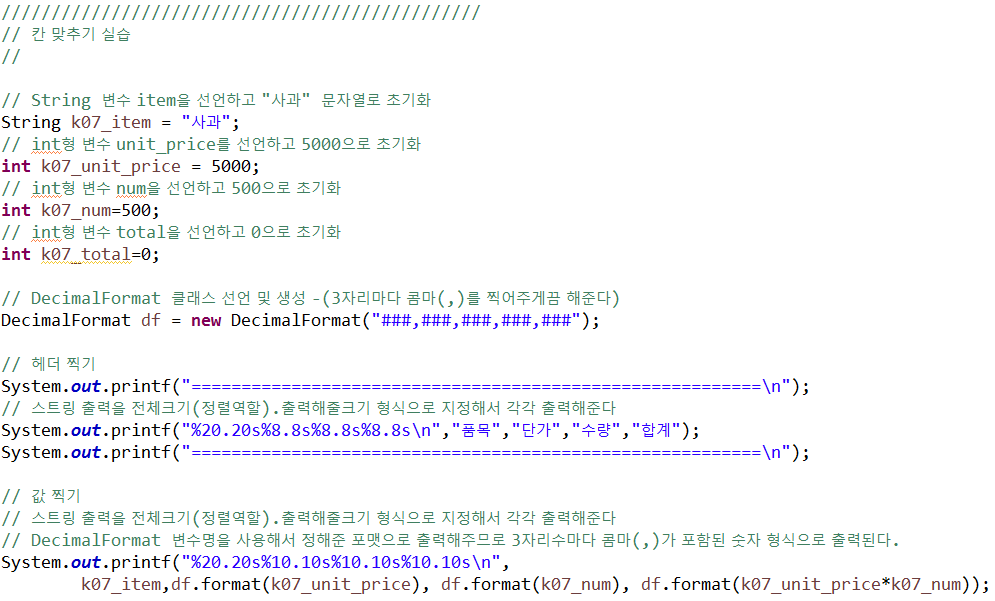 ////////////////////////////////////////////////
// 칸 맞추기 실습
//
// String 변수 item을 선언하고 "사과" 문자열로 초기화
String k07_item = "사과";
// int형 변수 unit_price를 선언하고 5000으로 초기화
int k07_unit_price = 5000;
// int형 변수 num을 선언하고 500으로 초기화
int k07_num=500;
// int형 변수 total을 선언하고 0으로 초기화
int k07_total=0;
// DecimalFormat 클래스 선언 및 생성 -(3자리마다 콤마(,)를 찍어주게끔 해준다)
DecimalFormat df = new DecimalFormat("###,###,###,###,###");
// 헤더 찍기
System.out.printf("=========================================================\n");
// 스트링 출력을 전체크기(정렬역할).출력해줄크기 형식으로 지정해서 각각 출력해준다
System.out.printf("%20.20s%8.8s%8.8s%8.8s\n","품목","단가","수량","합계");
System.out.printf("=========================================================\n");
// 값 찍기
// 스트링 출력을 전체크기(정렬역할).출력해줄크기 형식으로 지정해서 각각 출력해준다
// DecimalFormat 변수명을 사용해서 정해준 포맷으로 출력해주므로 3자리수마다 콤마(,)가 포함된 숫자 형식으로 출력된다.
System.out.printf("%20.20s%10.10s%10.10s%10.10s\n",
k07_item,df.format(k07_unit_price), df.format(k07_num), df.format(k07_unit_price*k07_num));